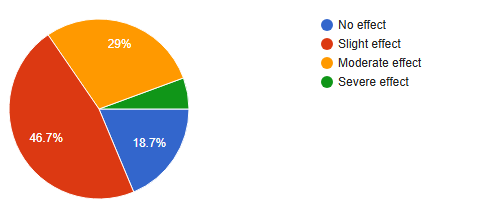 29%
46.7%
18.7%
No effect
Slight effect
Moderate effect
Severe effect